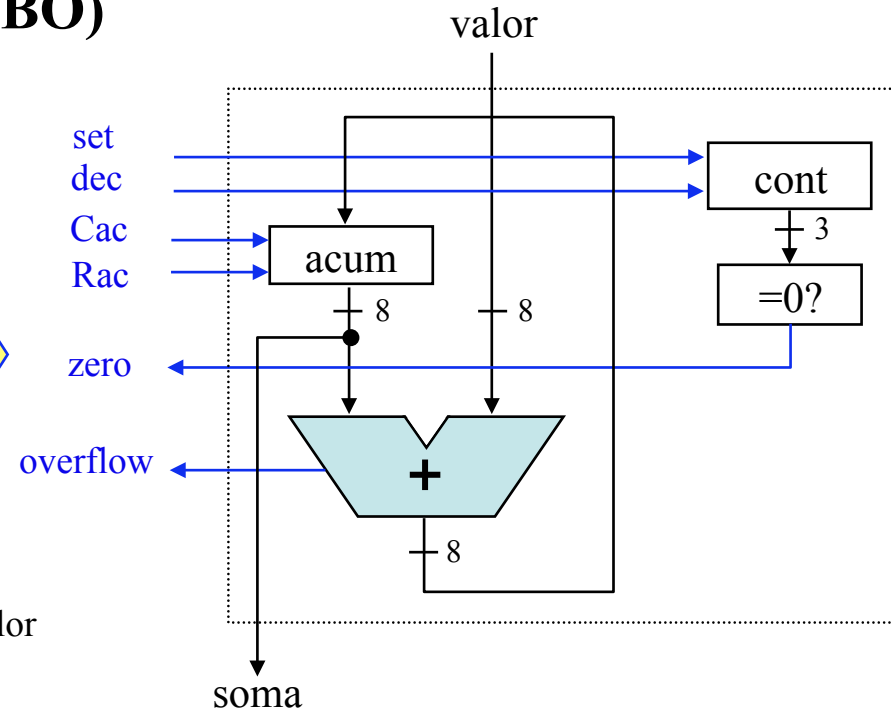 BO)
valor
set
dec
cont
3
Cac
Rac
acum
=0?
8
8
zero
overflow
+
8
lor
soma